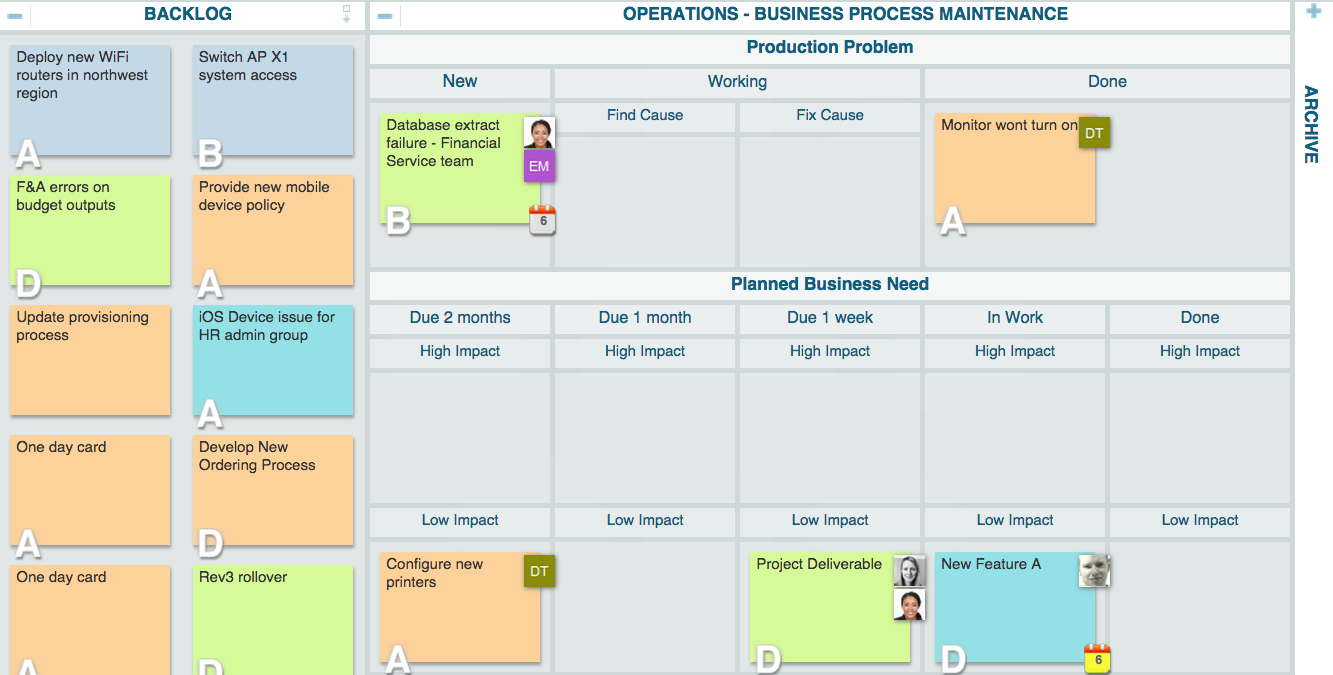 BACKLOG
Deploy new WiFi
routers in northwest
region
A
Switch AP X1
system access
B
F&A errors on
budget outputs
D
Provide new mobile
device policy
A
Update provisioning
process
iOS Device issue for
HR admin group
A
One day card
A
Develop New
Ordering Process
D
One day card
A
Rev3 rollover
D
OPERATIONS - BUSINESS PROCESS MAINTENANCE
Production Problem
New
Working
Done
Find Cause
Fix Cause
Database extract
failure - Financial
Service team
EM
B
6
Monitor wont turn on
DT
A
Planned Business Need
Due 2 months
Due 1 month
Due 1 week
In Work
Done
High Impact
High Impact
High Impact
High Impact
High Impact
Low Impact
Low Impact
Low Impact
Low Impact
Low Impact
Configure new
printers
DT
A
Project Deliverable
D
New Feature A
D
6
ARCHIVE